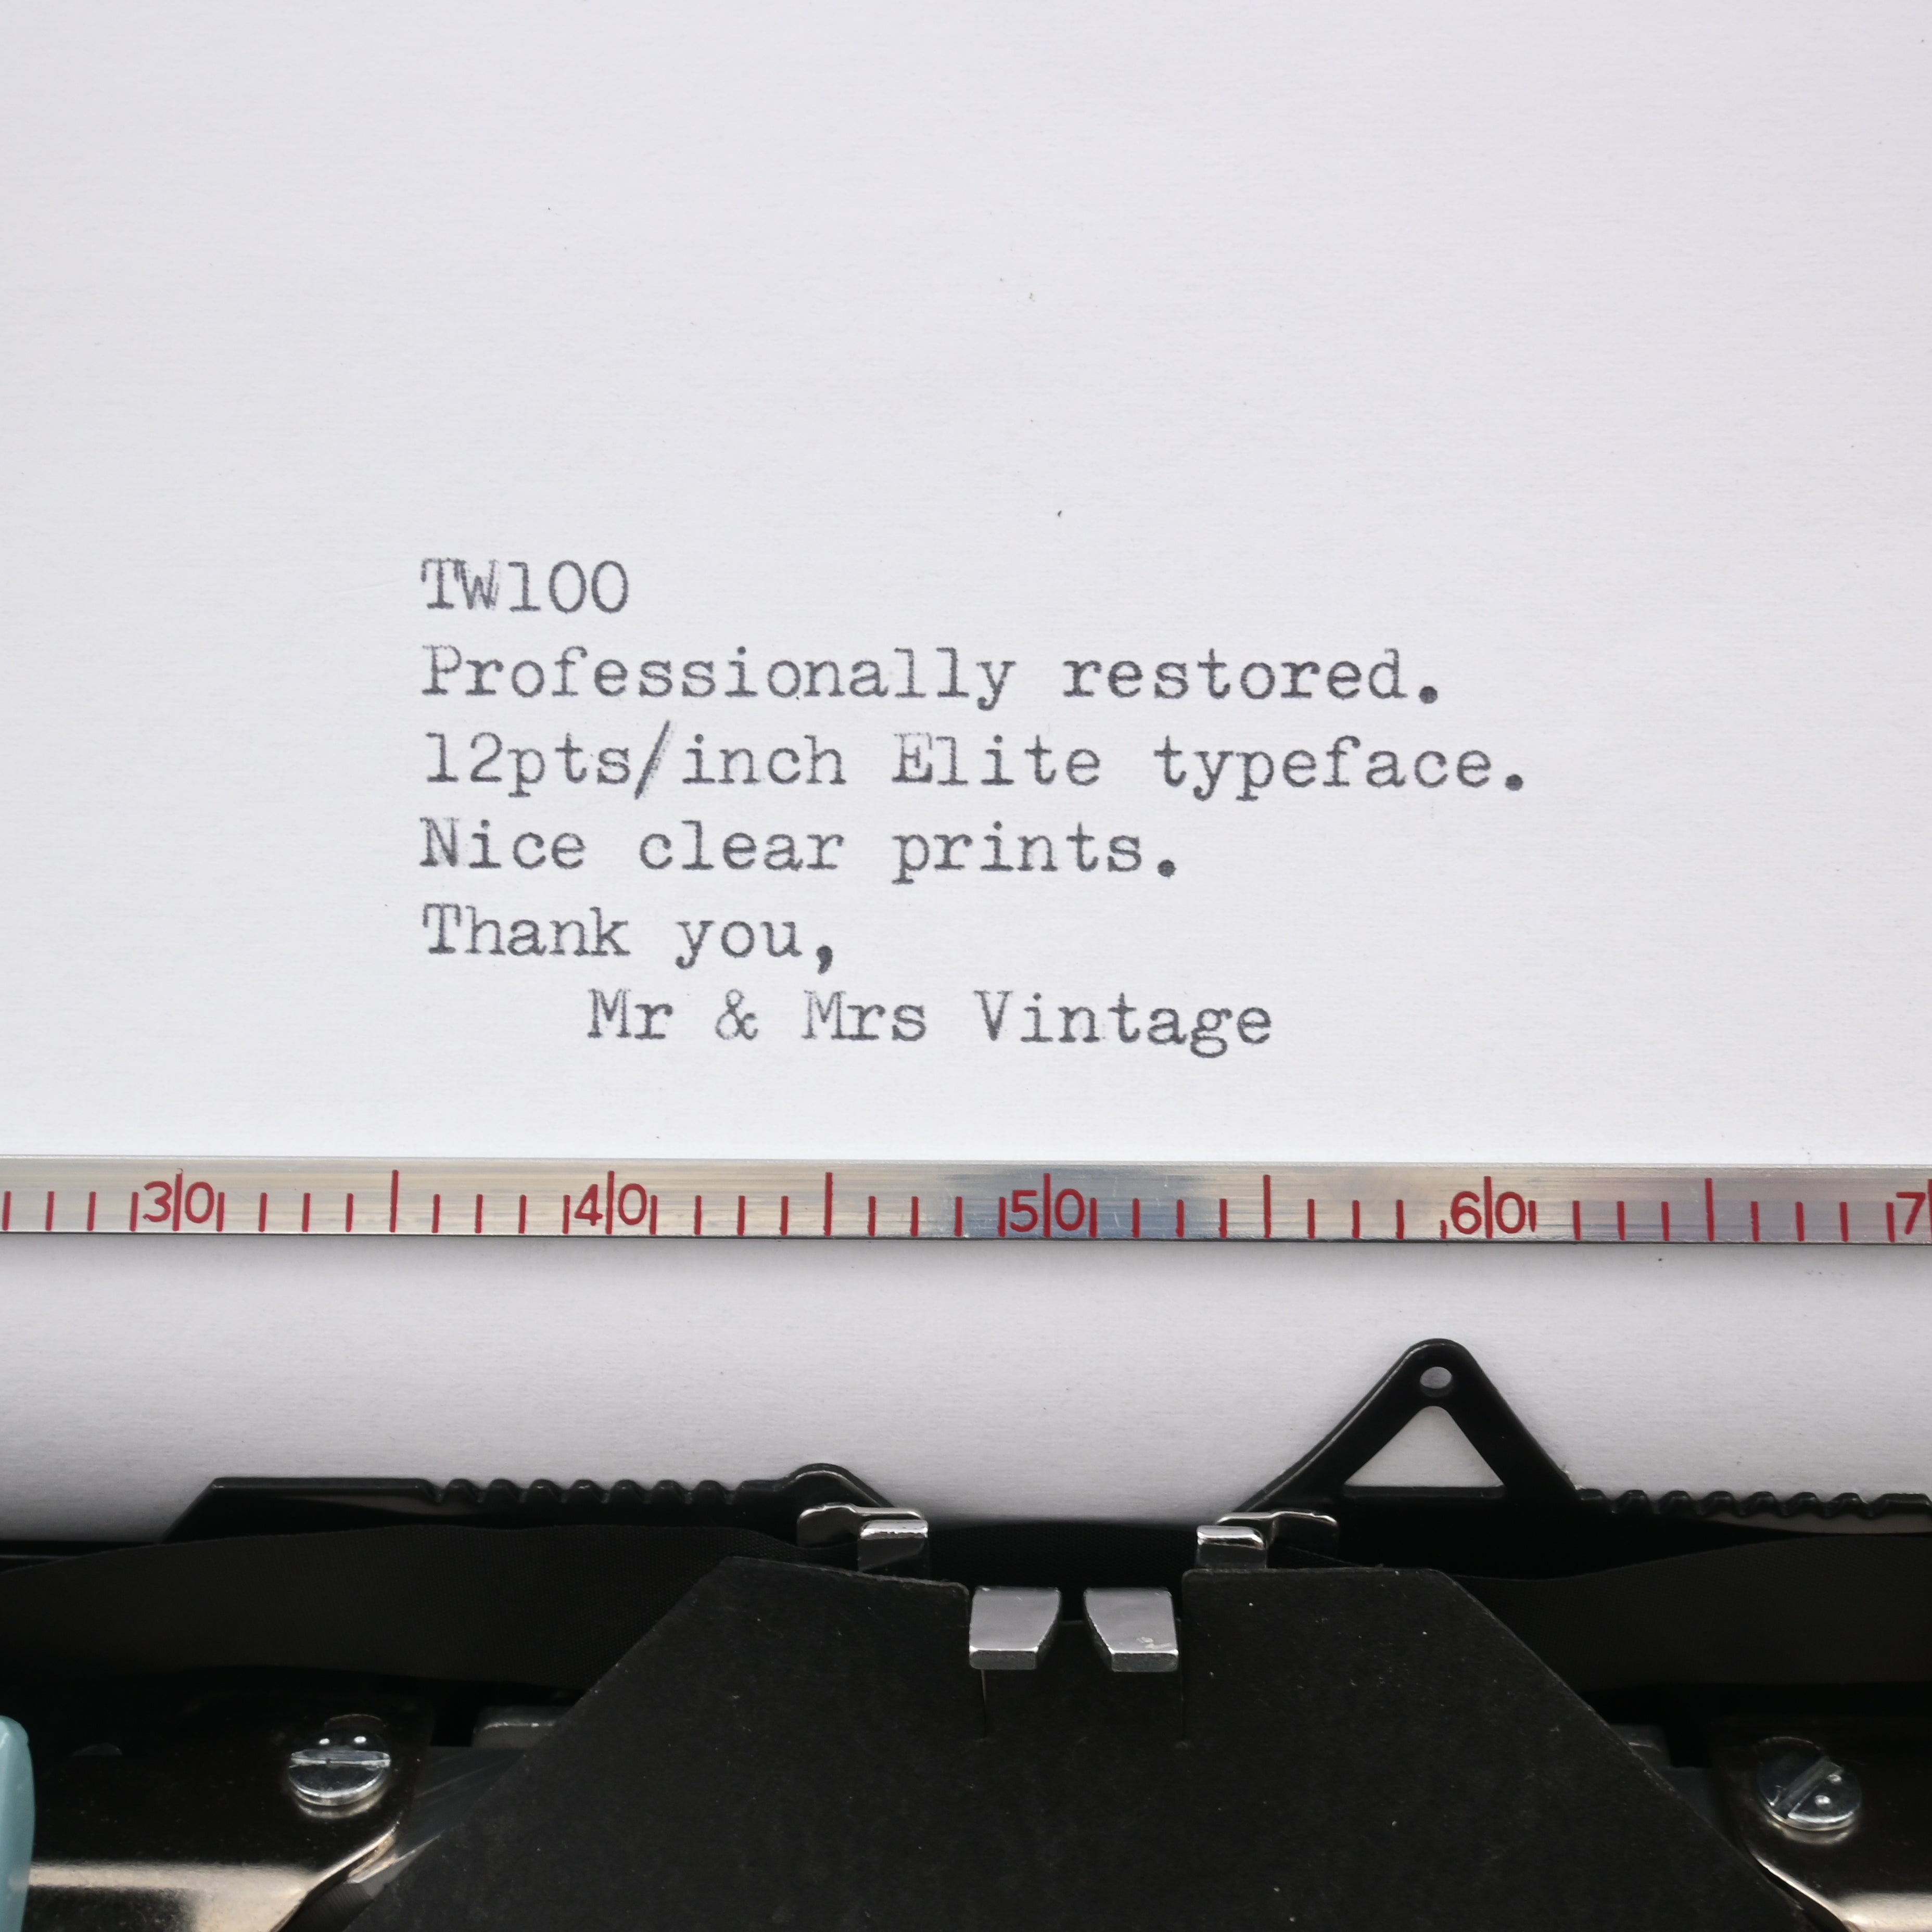 TW100
Professionally restored.
12pts/inch Elite typeface.
Nice clear prints.
Thank you,
Mr & Mrs Vintage
30 40 50 60 7